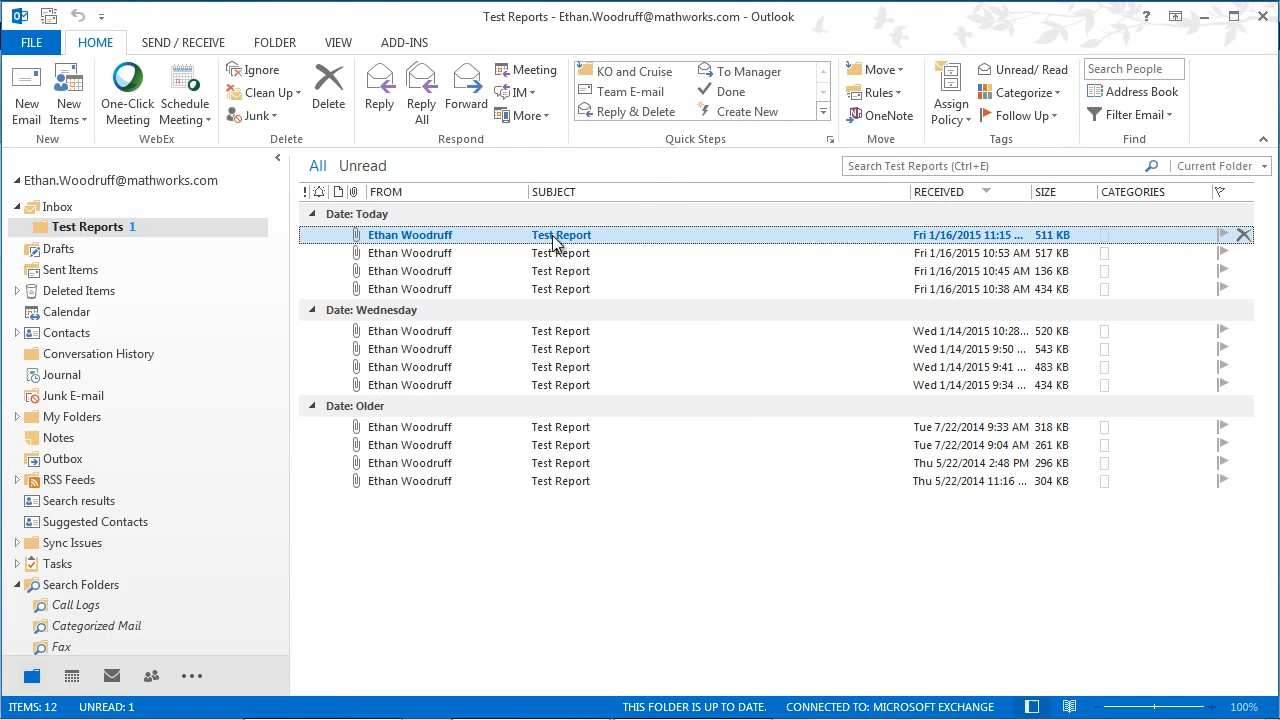 Test Reports - Ethan.Woodruff@mathworks.com - Outlook
FILE HOME SEND / RECEIVE FOLDER VIEW ADD-INS
New Email
New Items
New
One-Click Meeting
Schedule Meeting
WebEx
Ignore
Clean Up
Junk
Delete
Delete
Reply
Reply All
Forward
Meeting
IM
More
Respond
KO and Cruise
Team E-mail
Reply & Delete
To Manager
Done
Create New
Quick Steps
Move
Rules
OneNote
Move
Assign Policy
Unread/ Read
Categorize
Follow Up
Tags
Search People
Address Book
Filter Email
Find
Ethan.Woodruff@mathworks.com
Inbox
Test Reports 1
Drafts
Sent Items
Deleted Items
Calendar
Contacts
Conversation History
Journal
Junk E-mail
My Folders
Notes
Outbox
RSS Feeds
Search results
Suggested Contacts
Sync Issues
Tasks
Search Folders
Call Logs
Categorized Mail
Fax
All Unread
Search Test Reports (Ctrl+E)
Current Folder
FROM SUBJECT RECEIVED SIZE CATEGORIES
Date: Today
Ethan Woodruff Test Report Fri 1/16/2015 11:15 ... 511 KB
Ethan Woodruff Test Report Fri 1/16/2015 10:53 AM 517 KB
Ethan Woodruff Test Report Fri 1/16/2015 10:45 AM 136 KB
Ethan Woodruff Test Report Fri 1/16/2015 10:38 AM 434 KB
Date: Wednesday
Ethan Woodruff Test Report Wed 1/14/2015 10:28... 520 KB
Ethan Woodruff Test Report Wed 1/14/2015 9:50 ... 543 KB
Ethan Woodruff Test Report Wed 1/14/2015 9:41 ... 483 KB
Ethan Woodruff Test Report Wed 1/14/2015 9:34 ... 434 KB
Date: Older
Ethan Woodruff Test Report Tue 7/22/2014 9:33 AM 318 KB
Ethan Woodruff Test Report Tue 7/22/2014 9:04 AM 261 KB
Ethan Woodruff Test Report Thu 5/22/2014 2:48 PM 296 KB
Ethan Woodruff Test Report Thu 5/22/2014 11:16 ... 304 KB
ITEMS: 12 UNREAD: 1 THIS FOLDER IS UP TO DATE. CONNECTED TO: MICROSOFT EXCHANGE 100%